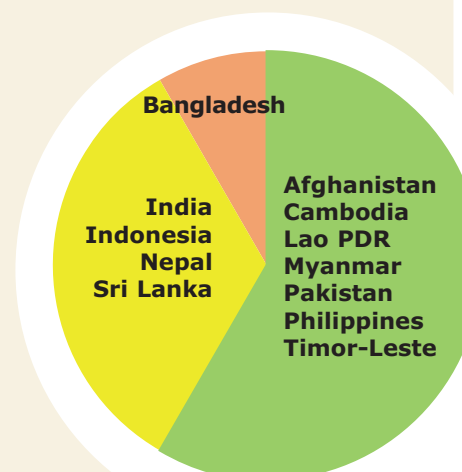 Bangladesh
India
Indonesia
Nepal
Sri Lanka
Afghanistan
Cambodia
Lao PDR
Myanmar
Pakistan
Philippines
Timor-Leste